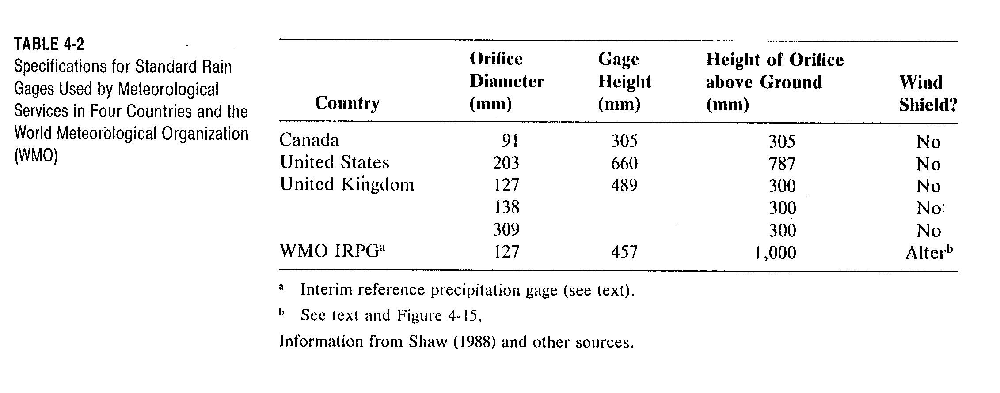 TABLE 4-2
Specifications for Standard Rain
Gages Used by Meteorological
Services in Four Countries and the
World Meteorological Organization
(WMO)
Orifice Gage Height of Orifice
Diameter Height above Ground Wind
Country (mm) (mm) (mm) Shield?
Canada 91 305 305 No
United States 203 660 787 No
United Kingdom 127 489 300 No
138 300 No
309 300 No
WMO IRPGᵃ 127 457 1,000 Alterᵇ
ᵃ Interim reference precipitation gage (see text).
ᵇ See text and Figure 4-15.
Information from Shaw (1988) and other sources.